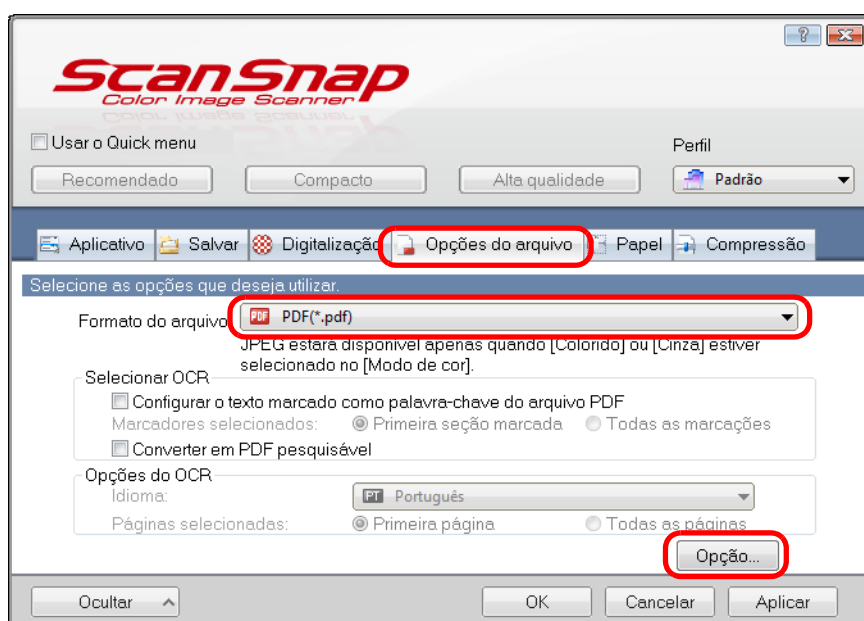 ScanSnap
Color Image Scanner
Usar o Quick menu
Perfil
Recomendado Compacto Alta qualidade Padrão
Aplicativo Salvar Digitalização Opções do arquivo Papel Compressão
Selecione as opções que deseja utilizar.
Formato do arquivo PDF PDF(*.pdf)
JPEG estará disponível apenas quando [Colorido] ou [Cinza] estiver
selecionado no [Modo de cor].
Selecionar OCR
Configurar o texto marcado como palavra-chave do arquivo PDF
Marcadores selecionados: Primeira seção marcada Todas as marcações
Converter em PDF pesquisável
Opções do OCR
Idioma: PT Português
Páginas selecionadas: Primeira página Todas as páginas
Opção...
Ocultar OK Cancelar Aplicar